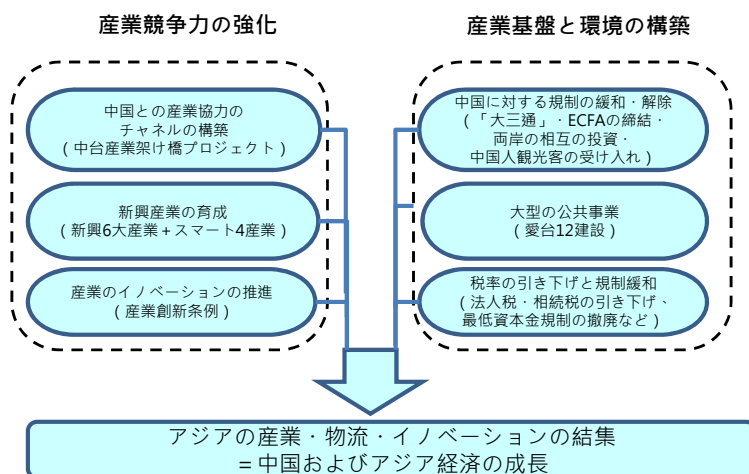 産業競争力の強化
中国との産業協力の
チャネルの構築
(中台産業架け橋プロジェクト)
新興産業の育成
(新興6大産業+スマート4産業)
産業のイノベーションの推進
(産業創新条例)
産業基盤と環境の構築
中国に対する規制の緩和・解除
(「大三通」・ECFAの締結・
両岸の相互の投資・
中国人観光客の受け入れ)
大型の公共事業
(愛台12建設)
税率の引き下げと規制緩和
(法人税・相続税の引き下げ、
最低資本金規制の撤廃など)
アジアの産業・物流・イノベーションの結集
=中国およびアジア経済の成長